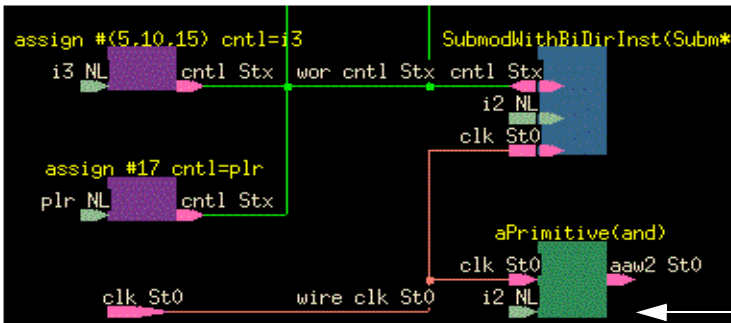 assign #(5,10,15) cntl=i3
SubmodWithBiDirInst(Subm*
i3 NL cntl Stx wor cntl Stx cntl Stx
i2 NL
clk St0
assign #17 cntl=plr
plr NL cntl Stx
aPrimitive(and)
clk St0 aaw2 St0
clk St0 wire clk St0 i2 NL